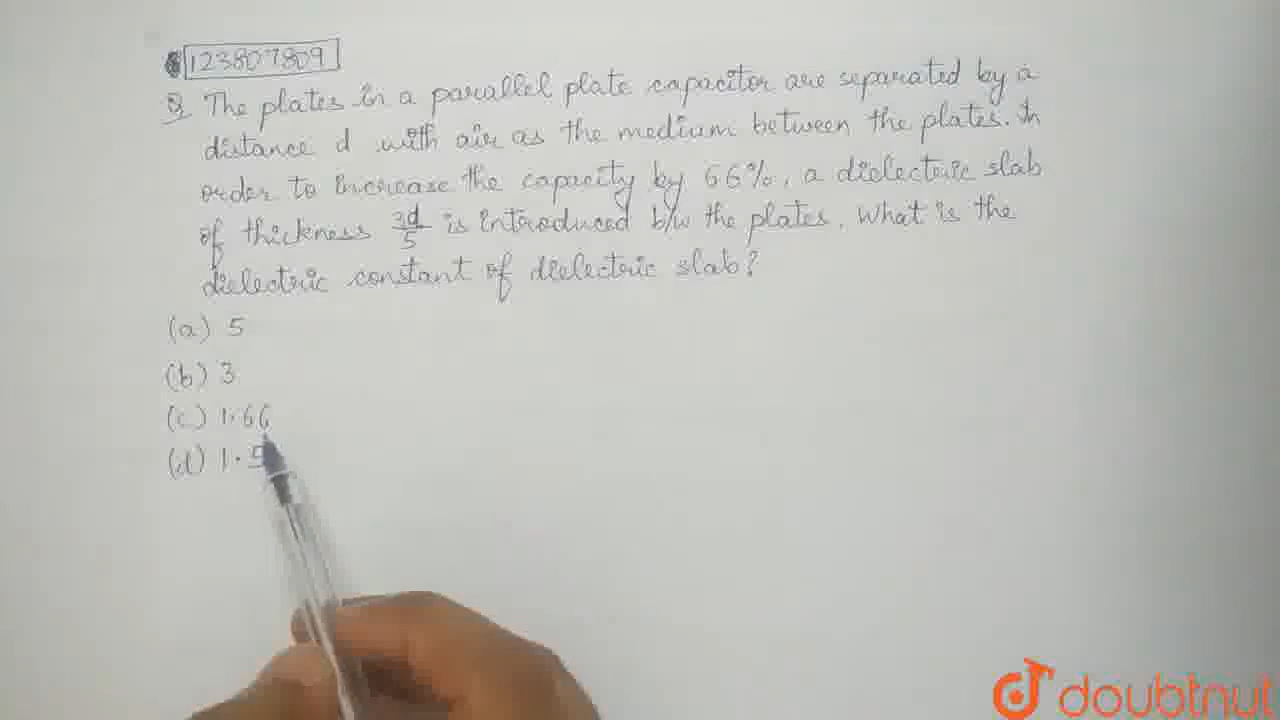 123807809
Q The plates in a parallel plate capacitor are separated by a
distance d with air as the medium between the plates. In
order to increase the capacity by 66%, a dielectric slab
of thickness 3d/5 is introduced b/w the plates. What is the
dielectric constant of dielectric slab?
(a) 5
(b) 3
(c) 1.66
(d) 1.5
doubtnut